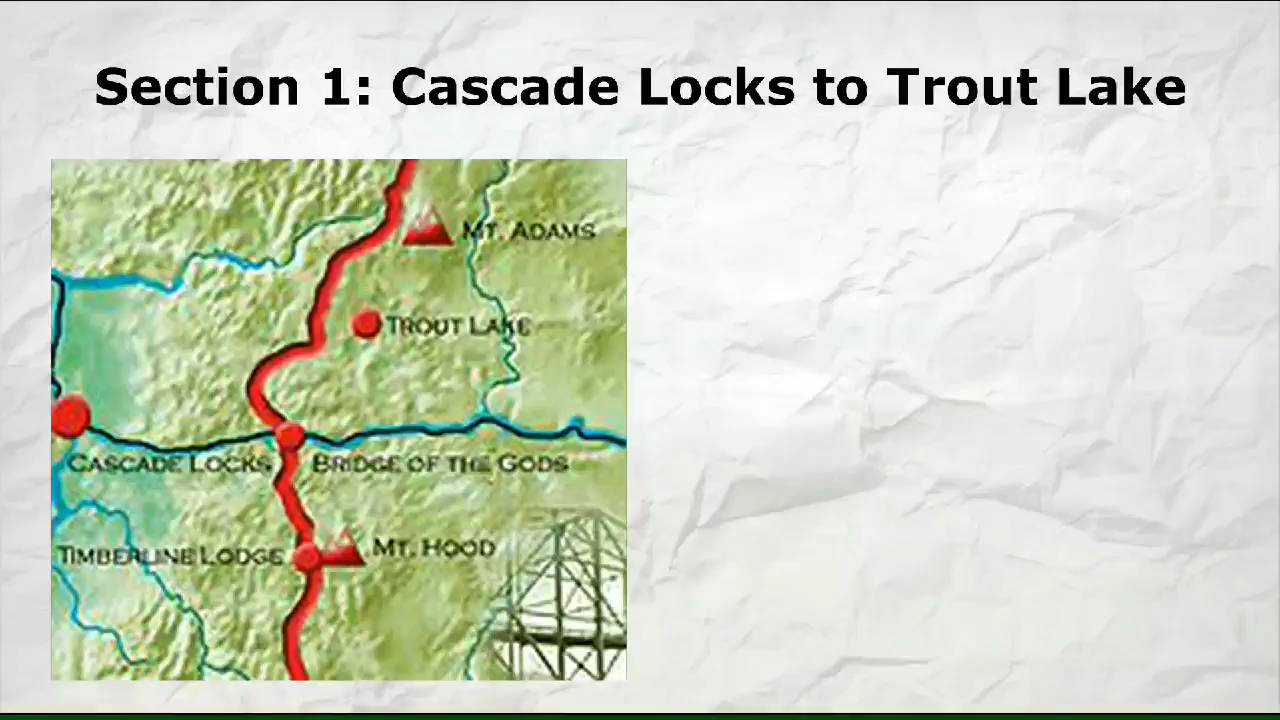 Section 1: Cascade Locks to Trout Lake
MT. ADAMS
TROUT LAKE
CASCADE LOCKS
BRIDGE OF THE GODS
TIMBERLINE LODGE
MT. HOOD